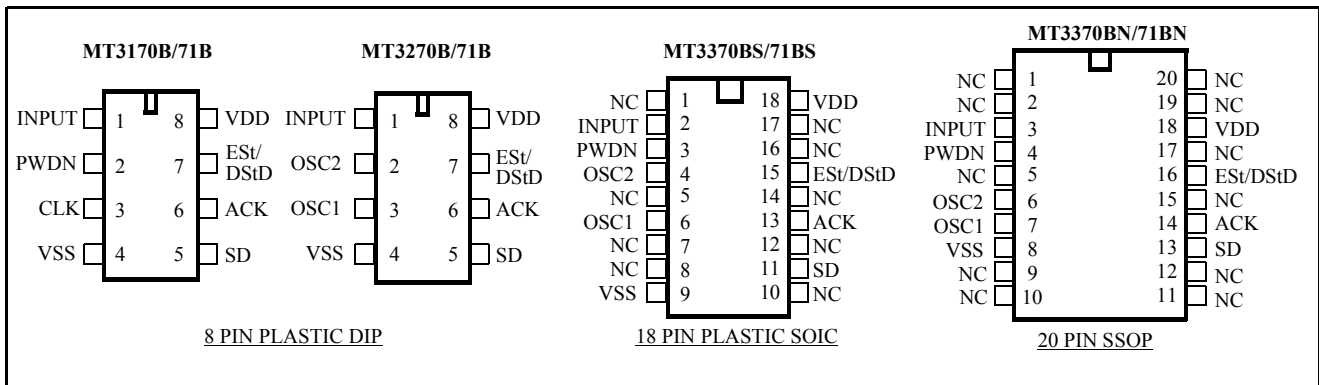 MT3170B/71B
INPUT 1 8 VDD
PWDN 2 7 ESt/
DStD
CLK 3 6 ACK
VSS 4 5 SD
MT3270B/71B
INPUT 1 8 VDD
OSC2 2 7 ESt/
DStD
OSC1 3 6 ACK
VSS 4 5 SD
8 PIN PLASTIC DIP
MT3370BS/71BS
NC 1 18 VDD
INPUT 2 17 NC
PWDN 3 16 NC
OSC2 4 15 ESt/DStD
NC 5 14 NC
OSC1 6 13 ACK
NC 7 12 NC
NC 8 11 SD
VSS 9 10 NC
18 PIN PLASTIC SOIC
MT3370BN/71BN
NC 1 20 NC
NC 2 19 NC
INPUT 3 18 VDD
PWDN 4 17 NC
NC 5 16 ESt/DStD
OSC2 6 15 NC
OSC1 7 14 ACK
VSS 8 13 SD
NC 9 12 NC
NC 10 11 NC
20 PIN SSOP